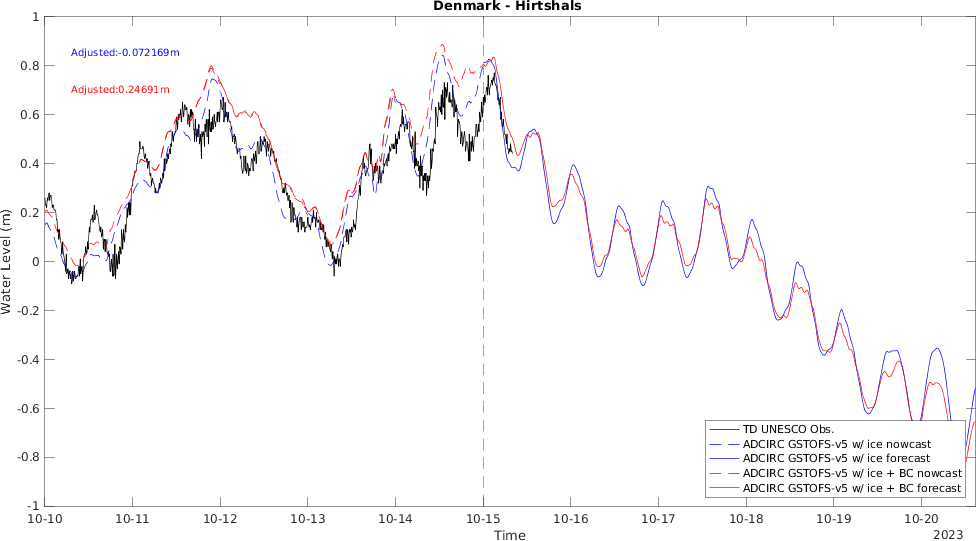 Denmark - Hirtshals
Adjusted:-0.072169m
Adjusted:0.24691m
Water Level (m)
1
0.8
0.6
0.4
0.2
0
-0.2
-0.4
-0.6
-0.8
-1
TD UNESCO Obs.
ADCIRC GSTOFS-v5 w/ ice nowcast
ADCIRC GSTOFS-v5 w/ ice forecast
ADCIRC GSTOFS-v5 w/ ice + BC nowcast
ADCIRC GSTOFS-v5 w/ ice + BC forecast
10-10 10-11 10-12 10-13 10-14 10-15 10-16 10-17 10-18 10-19 10-20
Time
2023